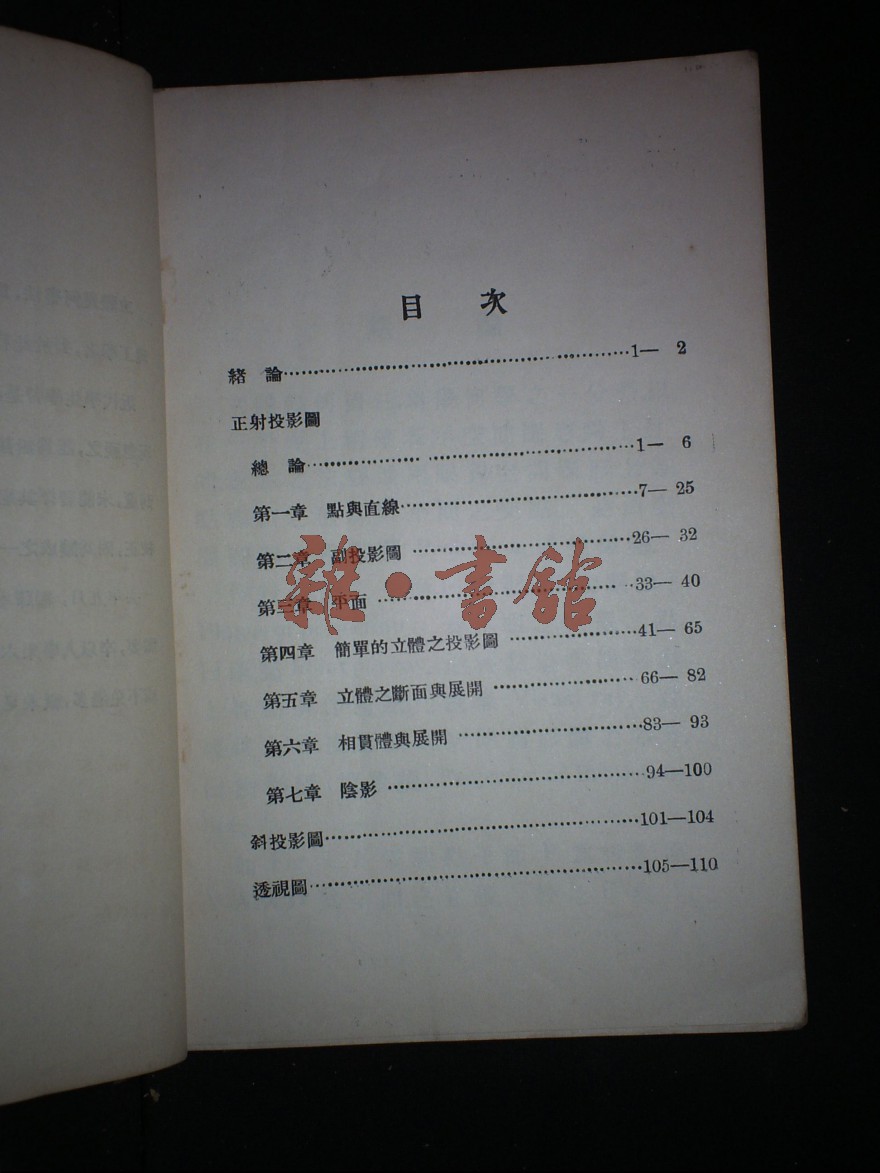 目次
緒論……1—2
正射投影圖
總論……1—6
第一章 點與直線……7—25
第二章 副投影圖……26—32
第三章 平面……33—40
第四章 簡單的立體之投影圖……41—65
第五章 立體之斷面與展開……66—82
第六章 相貫體與展開……83—93
第七章 陰影……94—100
斜投影圖……101—104
透視圖……105—110
雜·書館